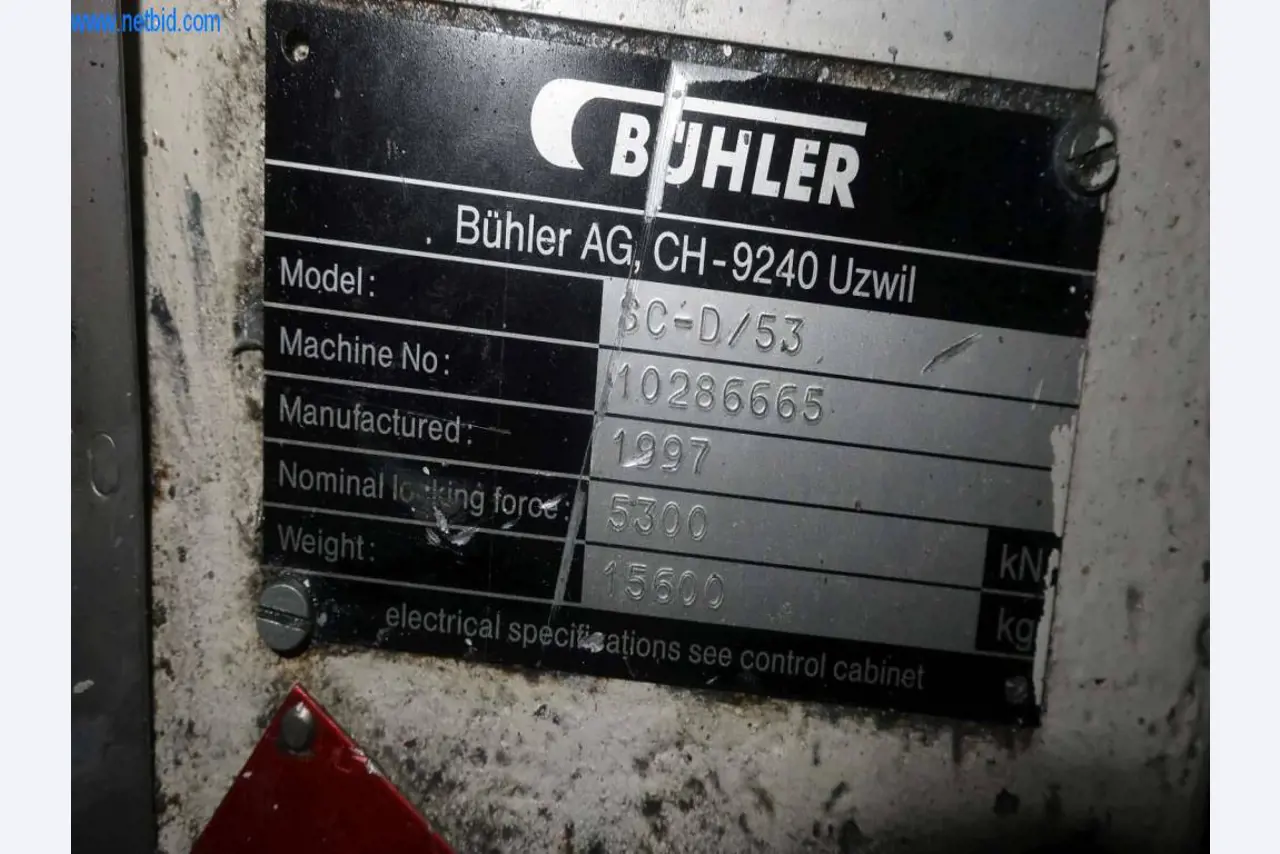 www.netbid.com
BÜHLER
Bühler AG, CH-9240 Uzwil
Model: SC-D/53
Machine No: 10286665
Manufactured: 1997
Nominal locking force: 5300 kN
Weight: 15600 kg
electrical specifications see control cabinet